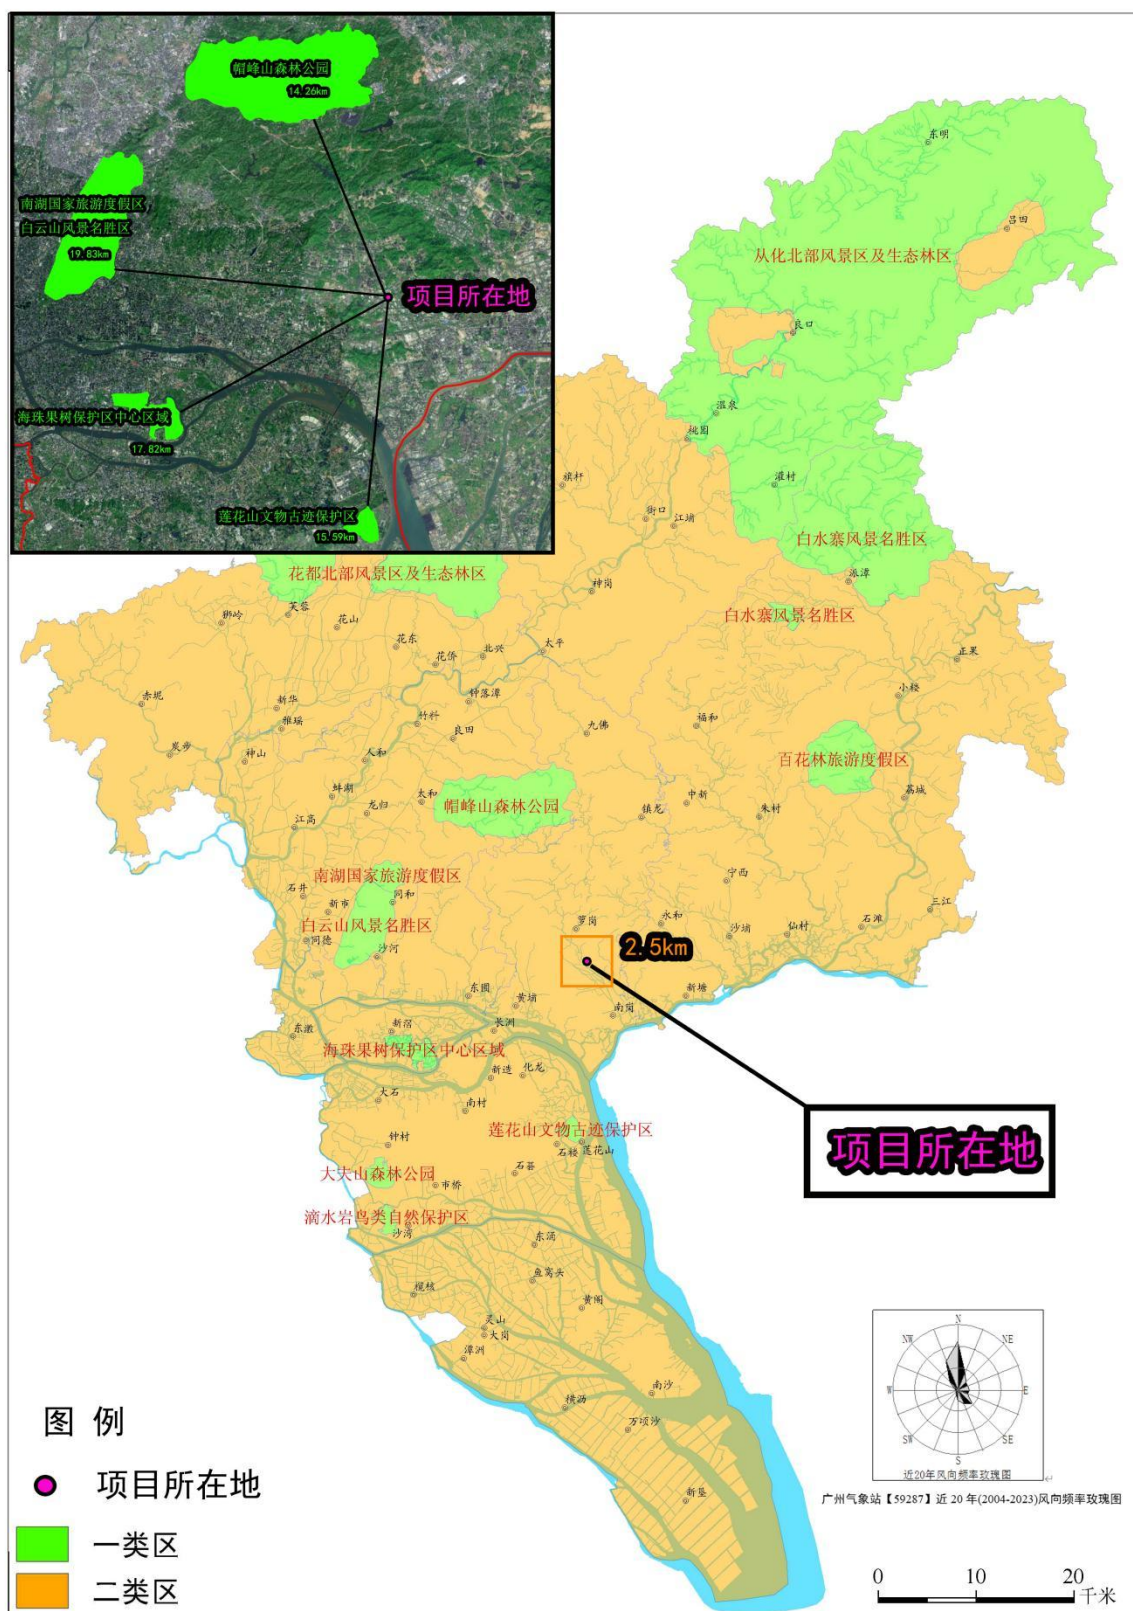 帽峰山森林公园
14.26km
南湖国家旅游度假区
白云山风景名胜区
19.83km
项目所在地
海珠果树保护区中心区域
17.82km
莲花山文物古迹保护区
15.59km
东明
吕田
从化北部风景区及生态林区
良口
温泉
桃园
旗杆
灌村
街口
江埔
白水寨风景名胜区
派潭
花都北部风景区及生态林区
神岗
狮岭
芙蓉
花山
白水寨风景名胜区
花东
北兴
太平
花侨
正果
赤坭
新华
钟落潭
小楼
雅瑶
竹料
良田
九佛
福和
炭步
神山
人和
百花林旅游度假区
蚌湖
龙归
太和
帽峰山森林公园
镇龙
中新
朱村
荔城
江高
南湖国家旅游度假区
石井
同和
宁西
新市
白云山风景名胜区
萝岗
永和
沙埔
仙村
石滩
三江
同德
沙河
2.5km
东圃
黄埔
南岗
新塘
东漖
新滘
长洲
海珠果树保护区中心区域
新造
化龙
大石
南村
项目所在地
莲花山文物古迹保护区
钟村
石楼
莲花山
大夫山森林公园
石碁
市桥
滴水岩鸟类自然保护区
沙湾
东涌
鱼窝头
榄核
黄阁
灵山
大岗
潭洲
南沙
横沥
万顷沙
新垦
N
NW
NE
W
E
SW
SE
S
近20年风向频率玫瑰图
广州气象站【59287】近 20 年(2004-2023)风向频率玫瑰图
图 例
项目所在地
一类区
二类区
0
10
20
千米